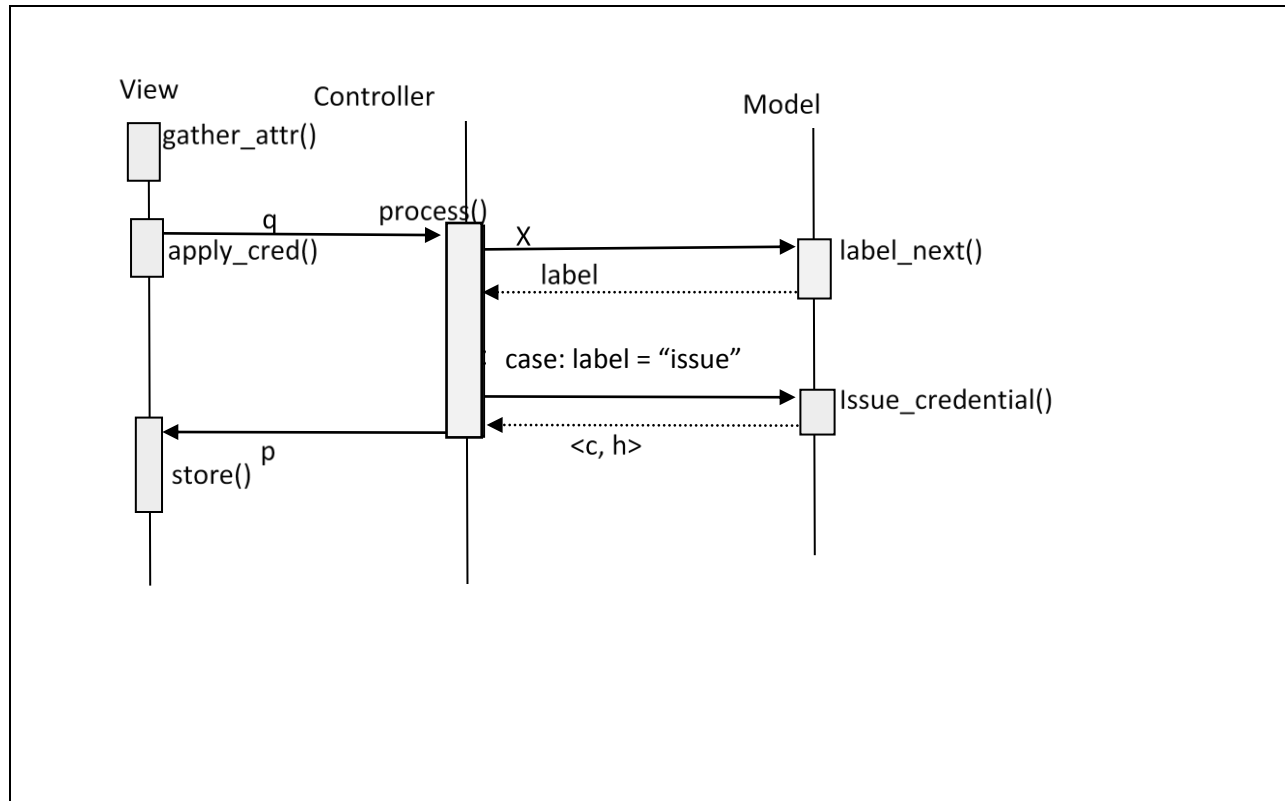 View
Controller
Model
gather_attr()
q
process()
apply_cred()
X
label_next()
label
case: label = “issue”
Issue_credential()
<c, h>
p
store()